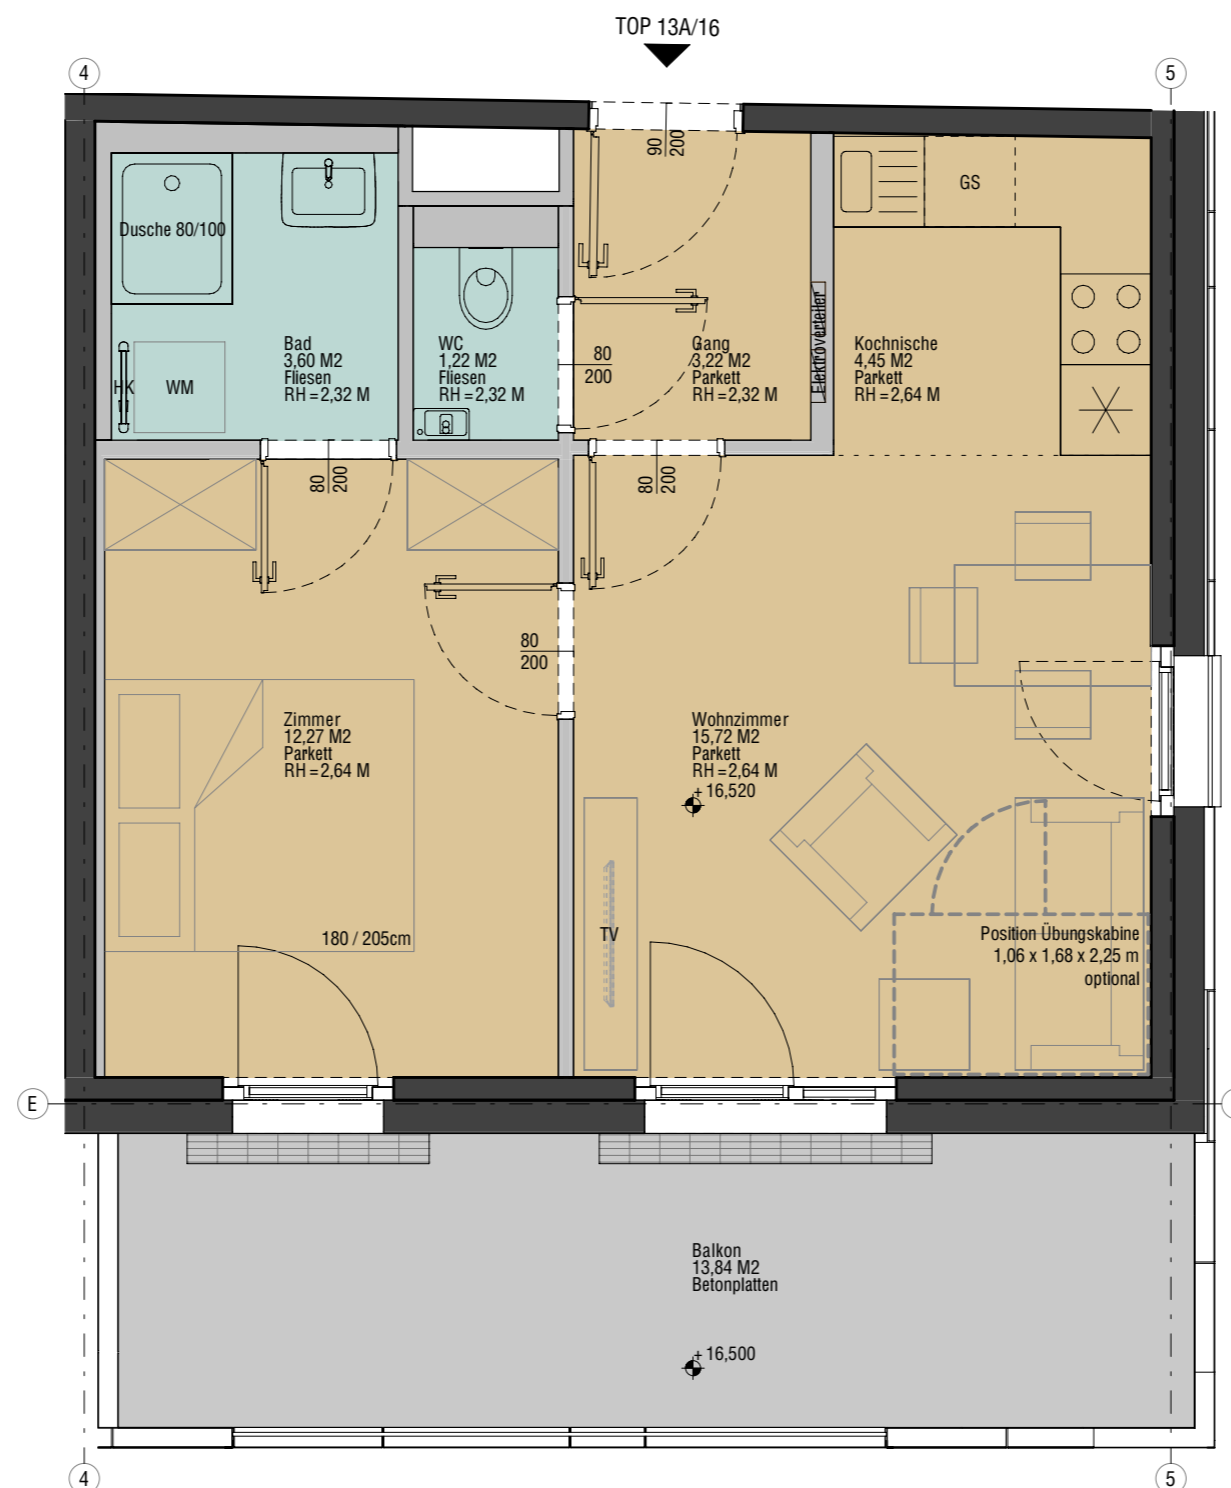 TOP 13A/16
4
5
90
200
GS
Dusche 80/100
Elektroverteiler
Bad
3,60 M2
Fliesen
RH=2,32 M
WC
1,22 M2
Fliesen
RH=2,32 M
80
200
Gang
3,22 M2
Parkett
RH=2,32 M
Kochnische
4,45 M2
Parkett
RH=2,64 M
HK
WM
80
200
80
200
80
200
Zimmer
12,27 M2
Parkett
RH=2,64 M
Wohnzimmer
15,72 M2
Parkett
RH=2,64 M
+16,520
180 / 205cm
TV
Position Übungskabine
1,06 x 1,68 x 2,25 m
optional
E
Balkon
13,84 M2
Betonplatten
+16,500
4
5